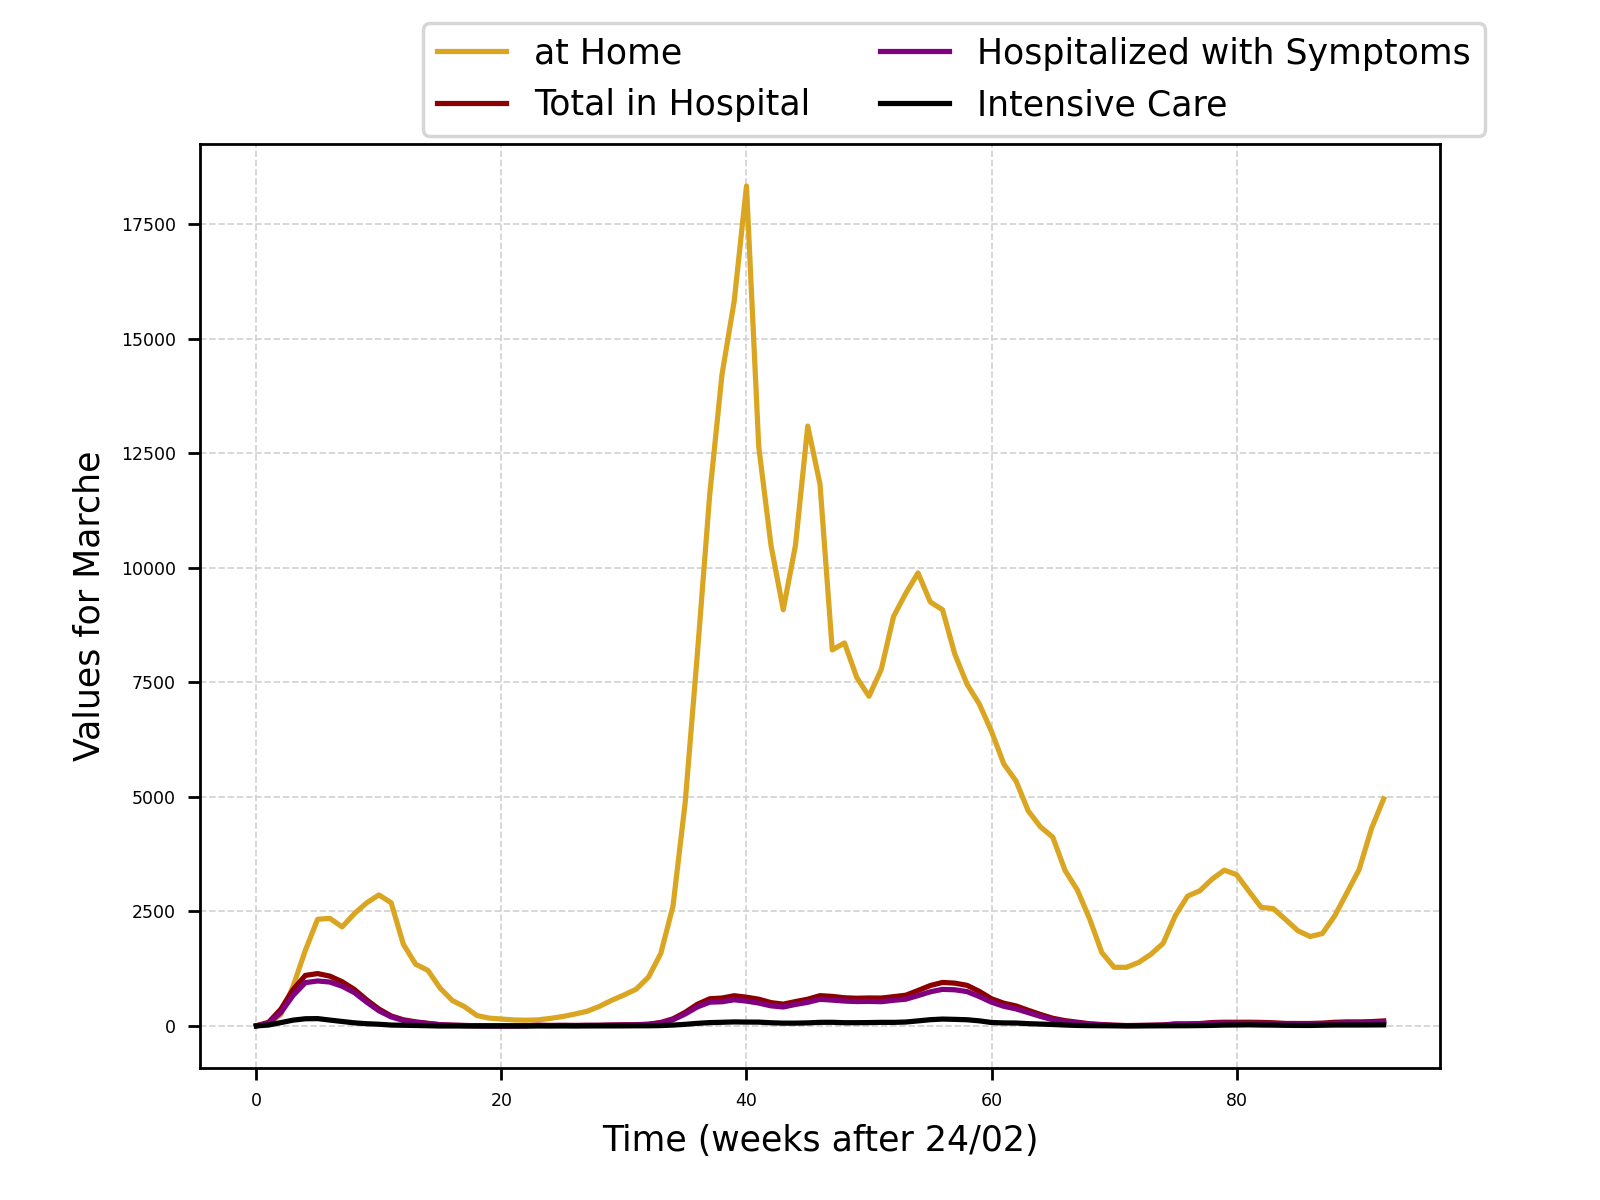 at Home
Total in Hospital
Hospitalized with Symptoms
Intensive Care
Values for Marche
17500
15000
12500
10000
7500
5000
2500
0
0 20 40 60 80
Time (weeks after 24/02)